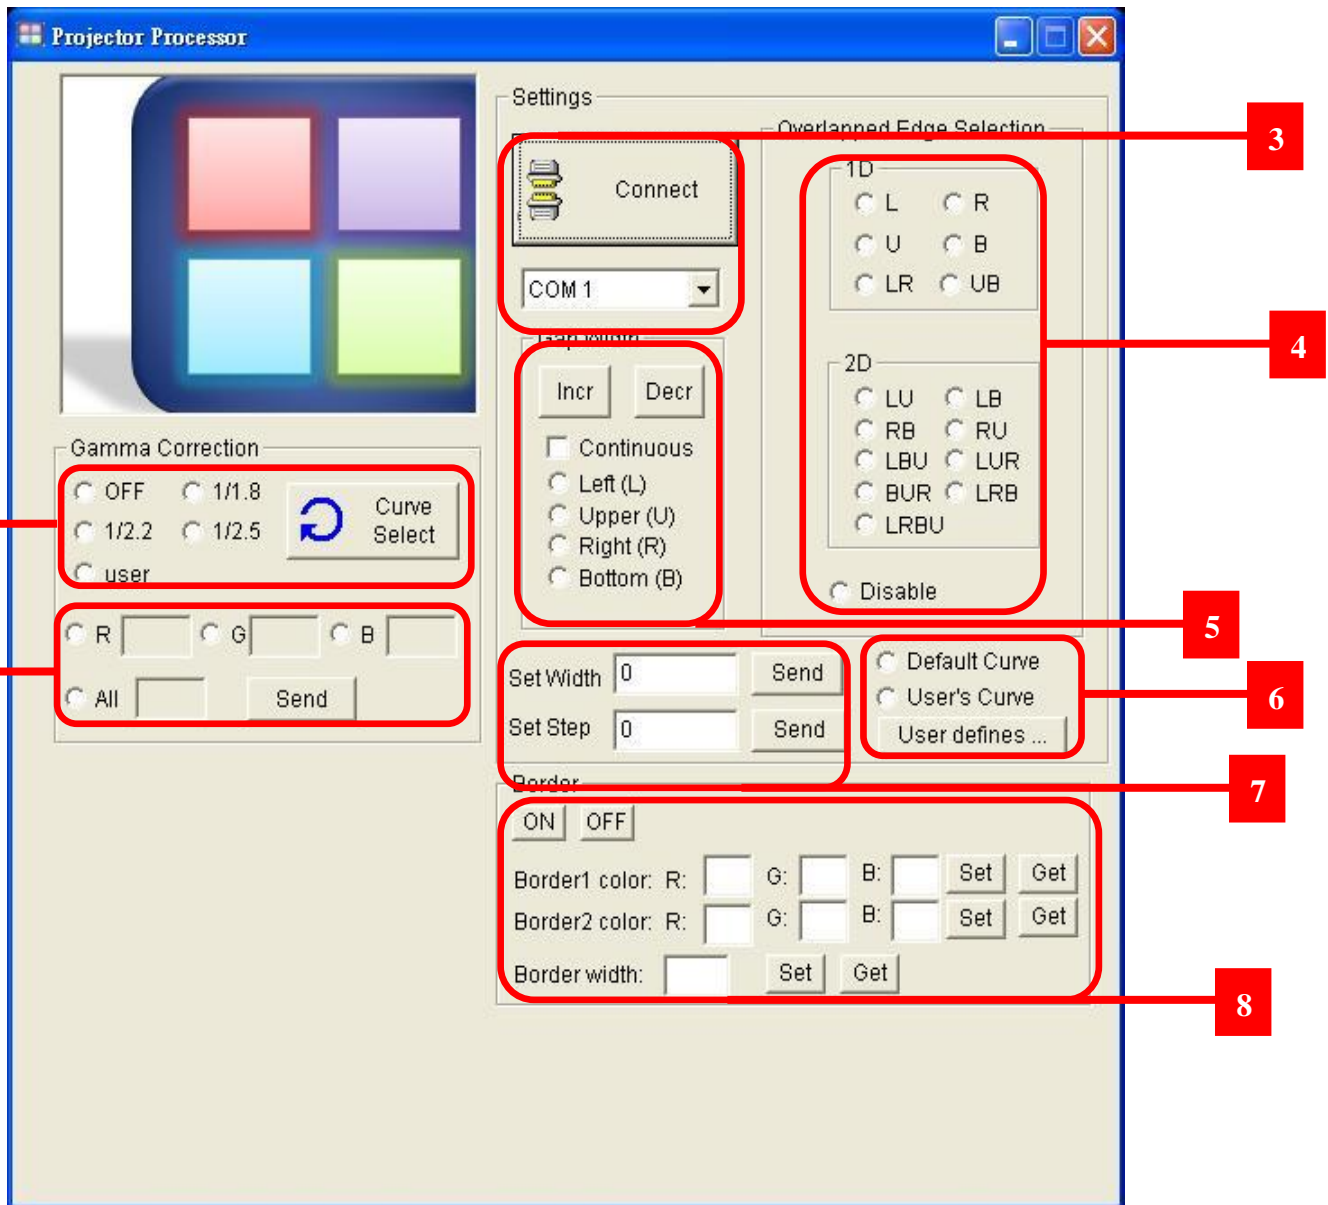 Projector Processor
Settings
Connect
COM 1
Overlapped Edge Selection
1D
L R
U B
LR UB
2D
LU LB
RB RU
LBU LUR
BUR LRB
LRBU
Disable
Gap Width
Incr Decr
Continuous
Left (L)
Upper (U)
Right (R)
Bottom (B)
Gamma Correction
OFF 1/1.8
1/2.2 1/2.5
user
Curve
Select
R G B
All Send
Set Width 0 Send
Set Step 0 Send
Default Curve
User's Curve
User defines ...
Border
ON OFF
Border1 color: R: G: B: Set Get
Border2 color: R: G: B: Set Get
Border width: Set Get
3
4
5
6
7
8